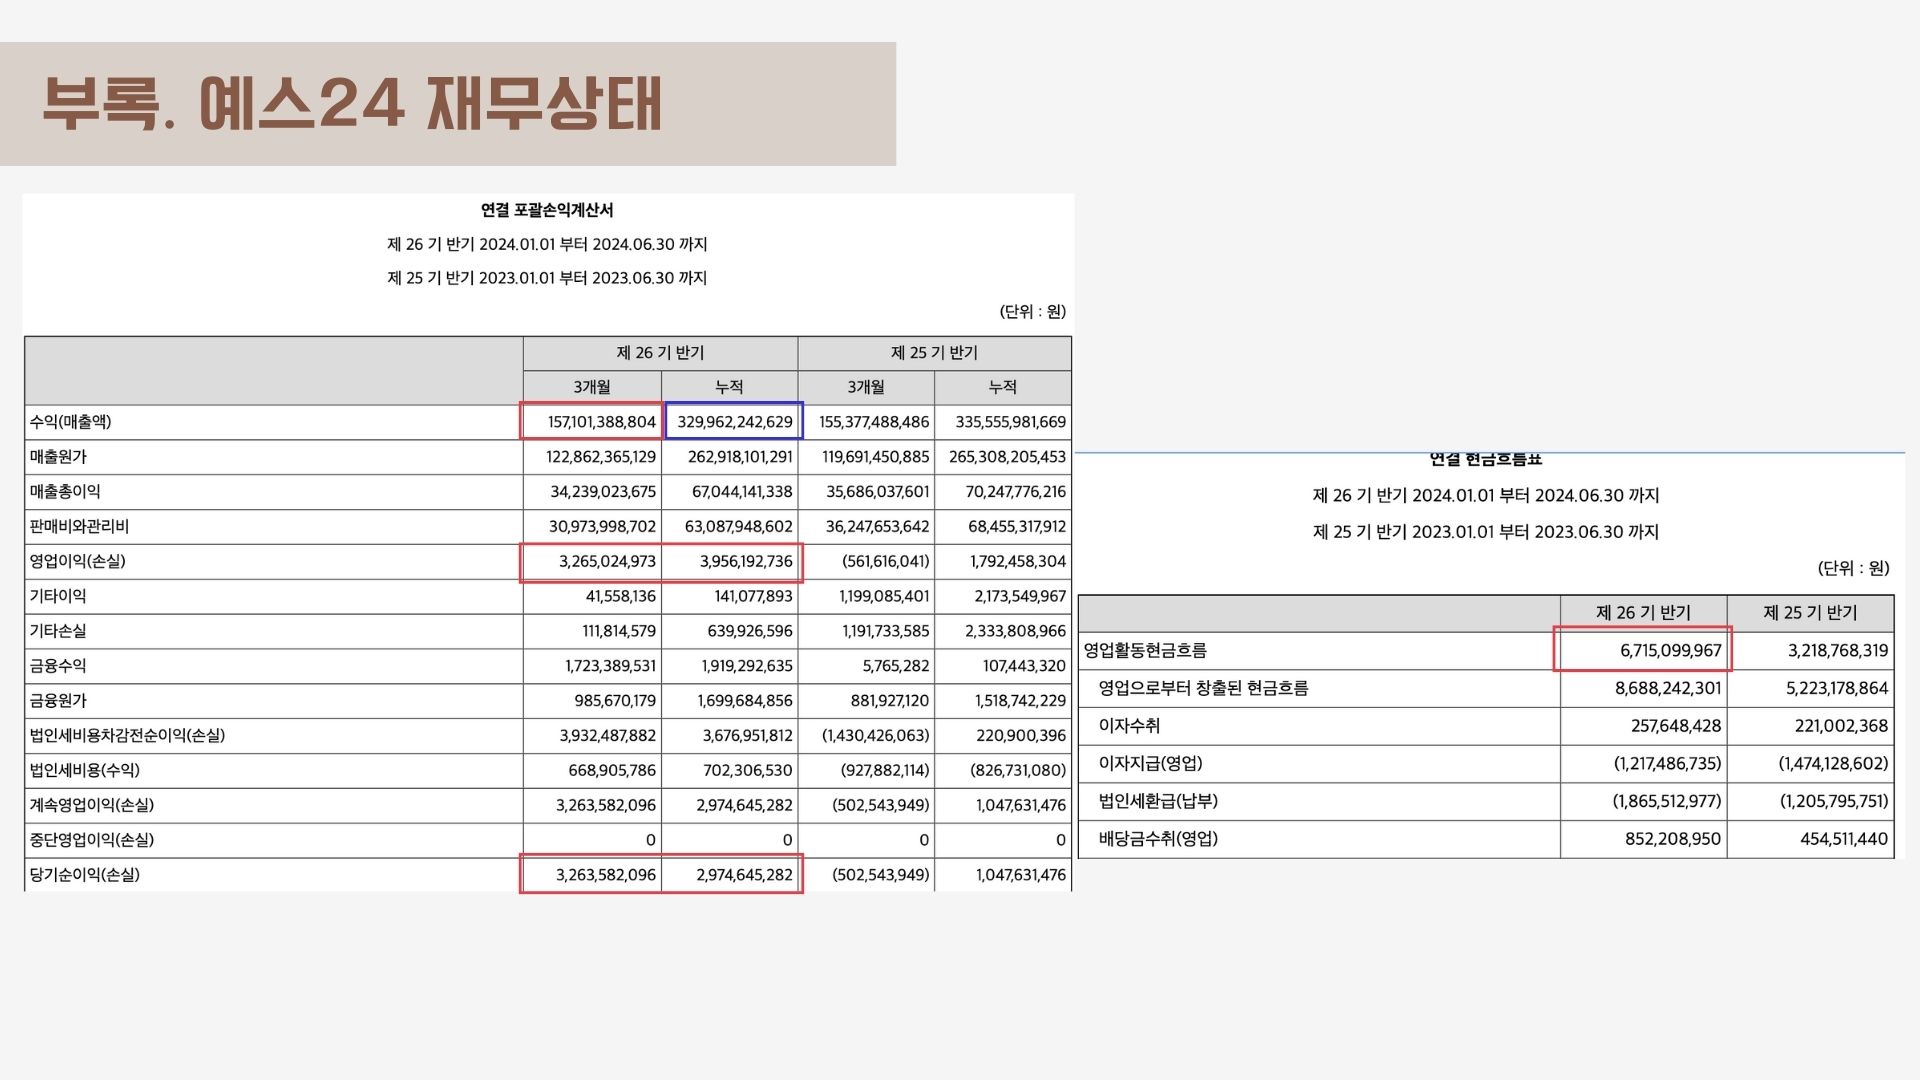 부록. 예스24 재무상태
연결 포괄손익계산서
제 26 기 반기 2024.01.01 부터 2024.06.30 까지
제 25 기 반기 2023.01.01 부터 2023.06.30 까지
(단위 : 원)
제 26 기 반기 제 25 기 반기
3개월 누적 3개월 누적
수익(매출액) 157,101,388,804 329,962,242,629 155,377,488,486 335,555,981,669
매출원가 122,862,365,129 262,918,101,291 119,691,450,885 265,308,205,453
매출총이익 34,239,023,675 67,044,141,338 35,686,037,601 70,247,776,216
판매비와관리비 30,973,998,702 63,087,948,602 36,247,653,642 68,455,317,912
영업이익(손실) 3,265,024,973 3,956,192,736 (561,616,041) 1,792,458,304
기타이익 41,558,136 141,077,893 1,199,085,401 2,173,549,967
기타손실 111,814,579 639,926,596 1,191,733,585 2,333,808,966
금융수익 1,723,389,531 1,919,292,635 5,765,282 107,443,320
금융원가 985,670,179 1,699,684,856 881,927,120 1,518,742,229
법인세비용차감전순이익(손실) 3,932,487,882 3,676,951,812 (1,430,426,063) 220,900,396
법인세비용(수익) 668,905,786 702,306,530 (927,882,114) (826,731,080)
계속영업이익(손실) 3,263,582,096 2,974,645,282 (502,543,949) 1,047,631,476
중단영업이익(손실) 0 0 0 0
당기순이익(손실) 3,263,582,096 2,974,645,282 (502,543,949) 1,047,631,476
연결 현금흐름표
제 26 기 반기 2024.01.01 부터 2024.06.30 까지
제 25 기 반기 2023.01.01 부터 2023.06.30 까지
(단위 : 원)
제 26 기 반기 제 25 기 반기
영업활동현금흐름 6,715,099,967 3,218,768,319
영업으로부터 창출된 현금흐름 8,688,242,301 5,223,178,864
이자수취 257,648,428 221,002,368
이자지급(영업) (1,217,486,735) (1,474,128,602)
법인세환급(납부) (1,865,512,977) (1,205,795,751)
배당금수취(영업) 852,208,950 454,511,440